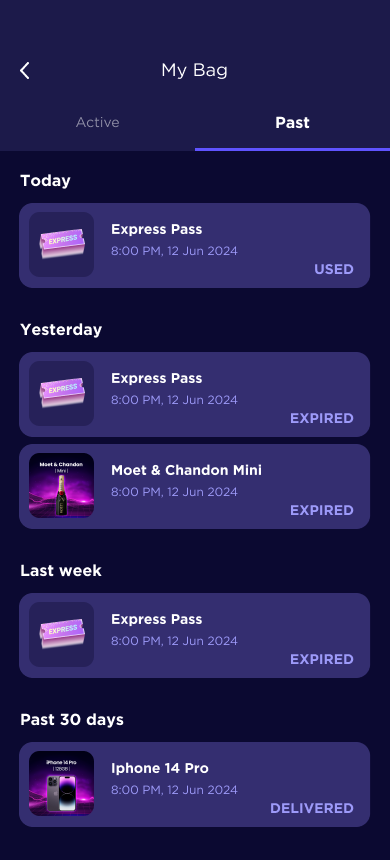 My Bag
Active
Past
Today
EXPRESS
Express Pass
8:00 PM, 12 Jun 2024
USED
Yesterday
EXPRESS
Express Pass
8:00 PM, 12 Jun 2024
EXPIRED
Moet & Chandon
| Mini |
Moet & Chandon Mini
8:00 PM, 12 Jun 2024
EXPIRED
Last week
EXPRESS
Express Pass
8:00 PM, 12 Jun 2024
EXPIRED
Past 30 days
iPhone 14 Pro
| 128GB |
Iphone 14 Pro
8:00 PM, 12 Jun 2024
DELIVERED